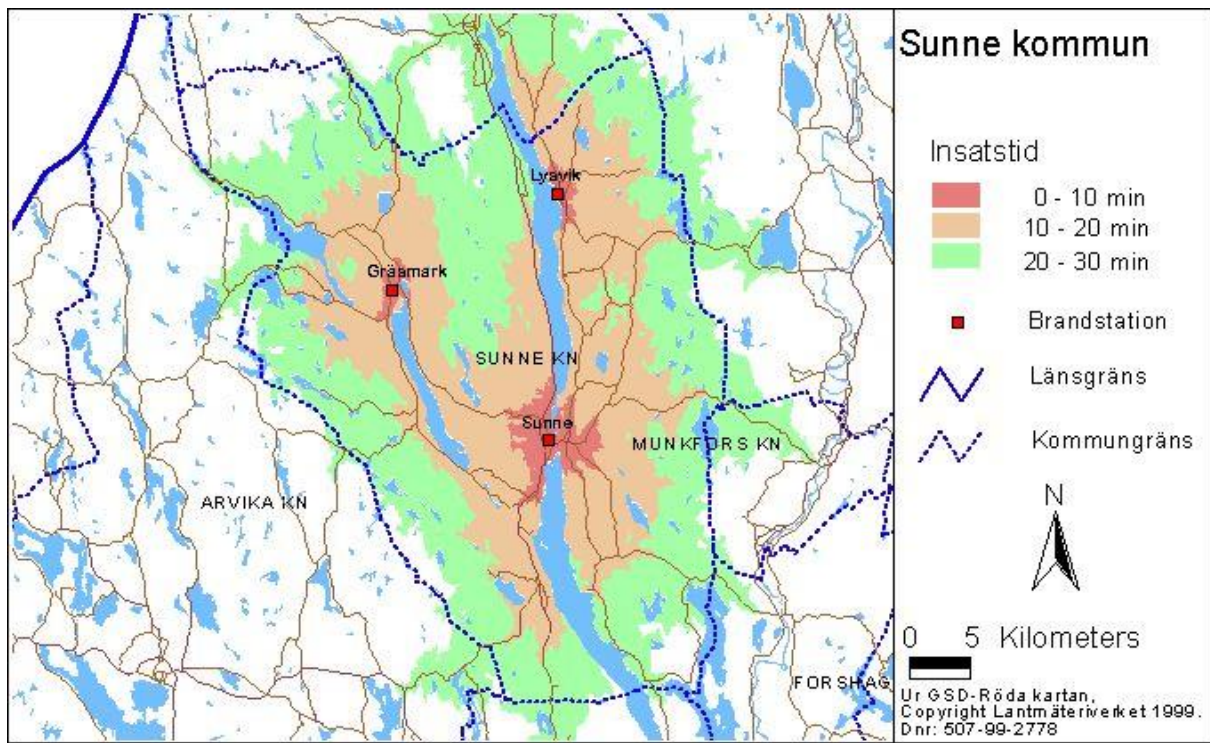 Sunne kommun
Insatstid
0 - 10 min
10 - 20 min
20 - 30 min
Brandstation
Länsgräns
Kommungräns
N
0 5 Kilometers
Ur GSD-Röda kartan,
Copyright Lantmäteriverket 1999.
Dnr: 507-99-2778
Lysvik
Gräsmark
SUNNE KN
Sunne
MUNKFORS KN
ARVIKA KN
FORSHAG